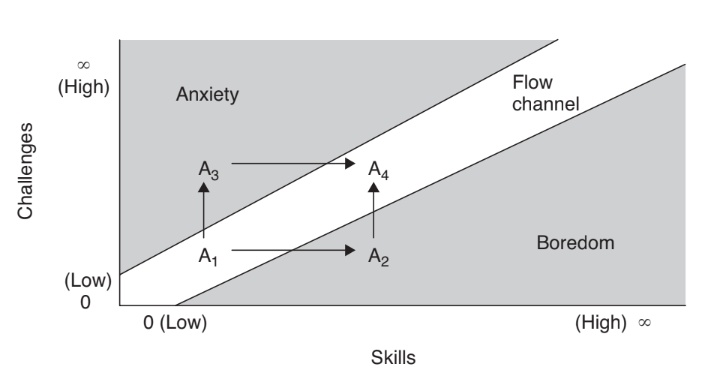 ∞
(High)
Anxiety
Flow
channel
Challenges
A₃
A₄
A₁
A₂
Boredom
(Low)
0
0 (Low)
(High) ∞
Skills